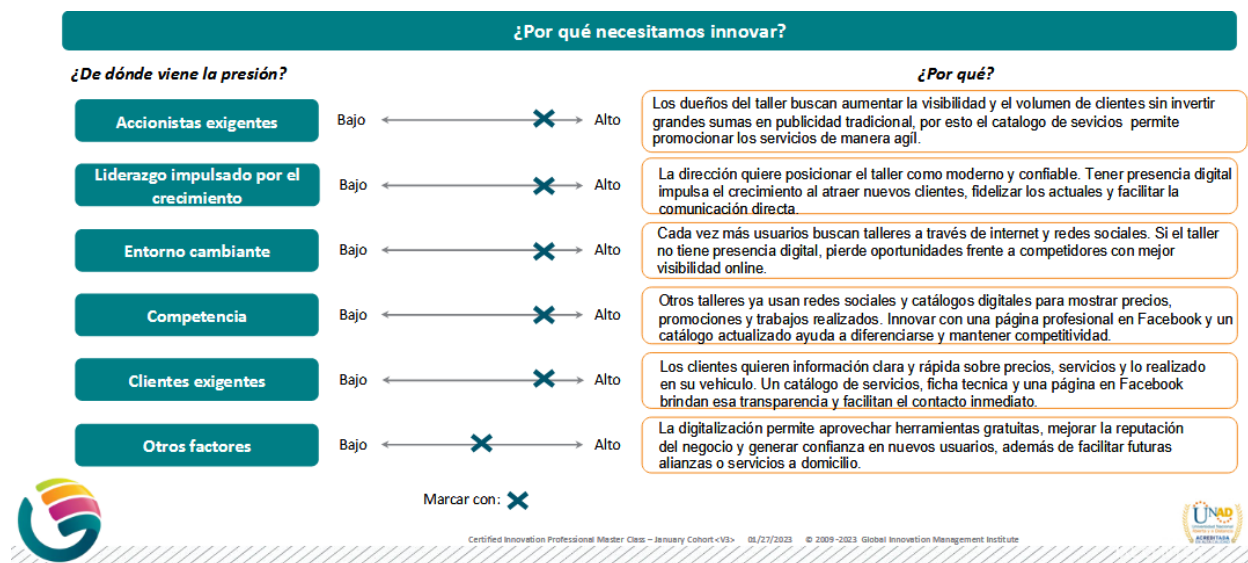 ¿Por qué necesitamos innovar?
¿De dónde viene la presión?
¿Por qué?
Accionistas exigentes
Bajo
Alto
Los dueños del taller buscan aumentar la visibilidad y el volumen de clientes sin invertir
grandes sumas en publicidad tradicional, por esto el catalogo de sevicios permite
promocionar los servicios de manera agíl.
Liderazgo impulsado por el
crecimiento
Bajo
Alto
La dirección quiere posicionar el taller como moderno y confiable. Tener presencia digital
impulsa el crecimiento al atraer nuevos clientes, fidelizar los actuales y facilitar la
comunicación directa.
Entorno cambiante
Bajo
Alto
Cada vez más usuarios buscan talleres a través de internet y redes sociales. Si el taller
no tiene presencia digital, pierde oportunidades frente a competidores con mejor
visibilidad online.
Competencia
Bajo
Alto
Otros talleres ya usan redes sociales y catálogos digitales para mostrar precios,
promociones y trabajos realizados. Innovar con una página profesional en Facebook y un
catálogo actualizado ayuda a diferenciarse y mantener competitividad.
Clientes exigentes
Bajo
Alto
Los clientes quieren información clara y rápida sobre precios, servicios y lo realizado
en su vehiculo. Un catálogo de servicios, ficha tecnica y una página en Facebook
brindan esa transparencia y facilitan el contacto inmediato.
Otros factores
Bajo
Alto
La digitalización permite aprovechar herramientas gratuitas, mejorar la reputación
del negocio y generar confianza en nuevos usuarios, además de facilitar futuras
alianzas o servicios a domicilio.
Marcar con:
Certified Innovation Professional Master Class – January Cohort <V3> 01/27/2023 © 2009-2023 Global Innovation Management Institute
UNAD
ACREDITADA